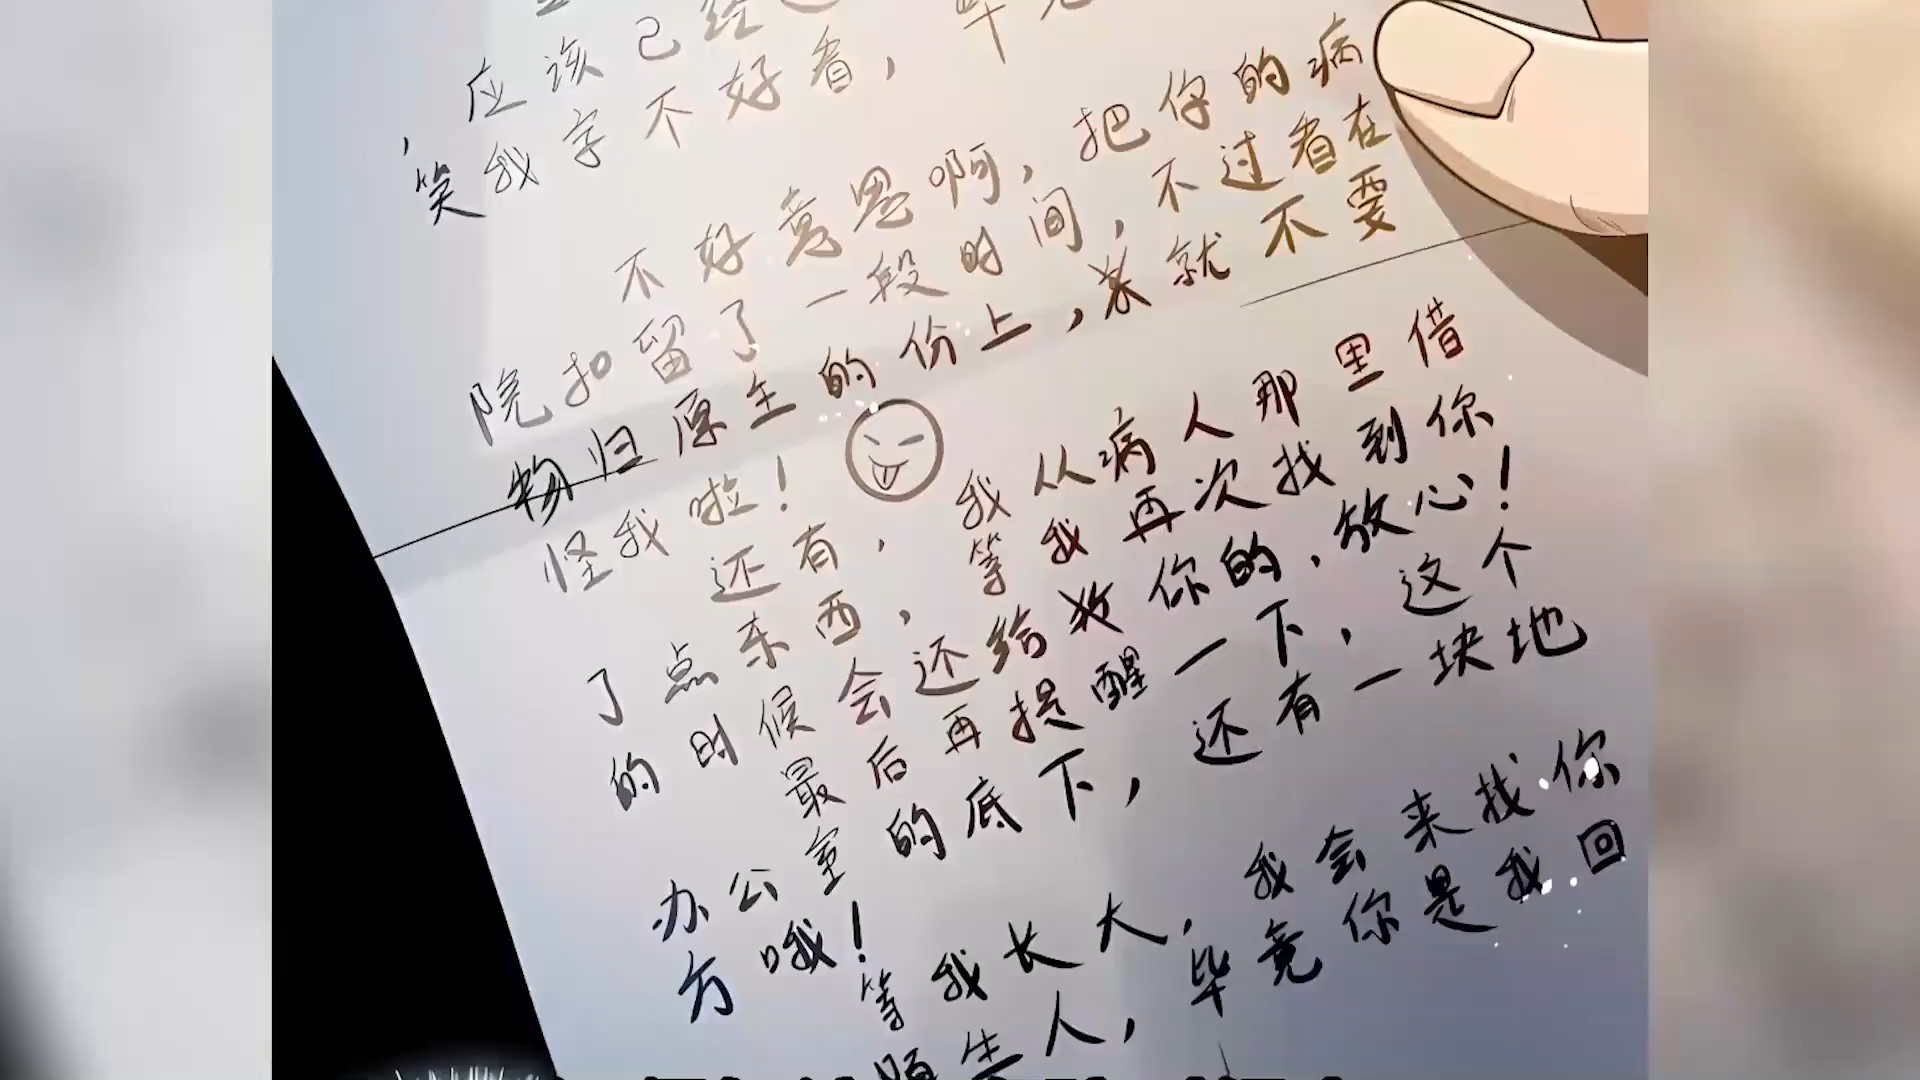 ，应该已经
笑我字不好看，毕
不好意思啊，把你的病
院扣留了一段时间，不过看在
物归原主的份上，就不要
怪我啦！
还有，我从病人那里借
了点东西，等我再次找到你
的时候会还给你的，放心！
最后再提醒一下，这个
办公室的底下，还有一块地
方哦！
等我长大，我会来找你
陌生人，毕竟你是我回